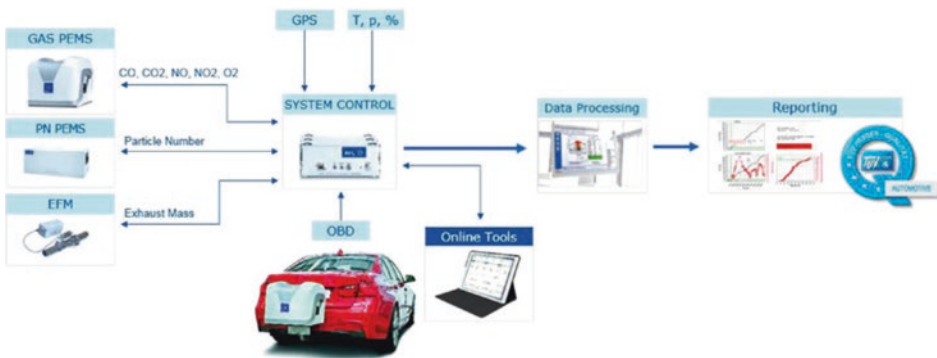 GPS
T, p, %
GAS PEMS
CO, CO2, NO, NO2, O2
SYSTEM CONTROL
Data Processing
Reporting
PN PEMS
Particle Number
AUTOMOTIVE
EFM
Exhaust Mass
OBD
Online Tools